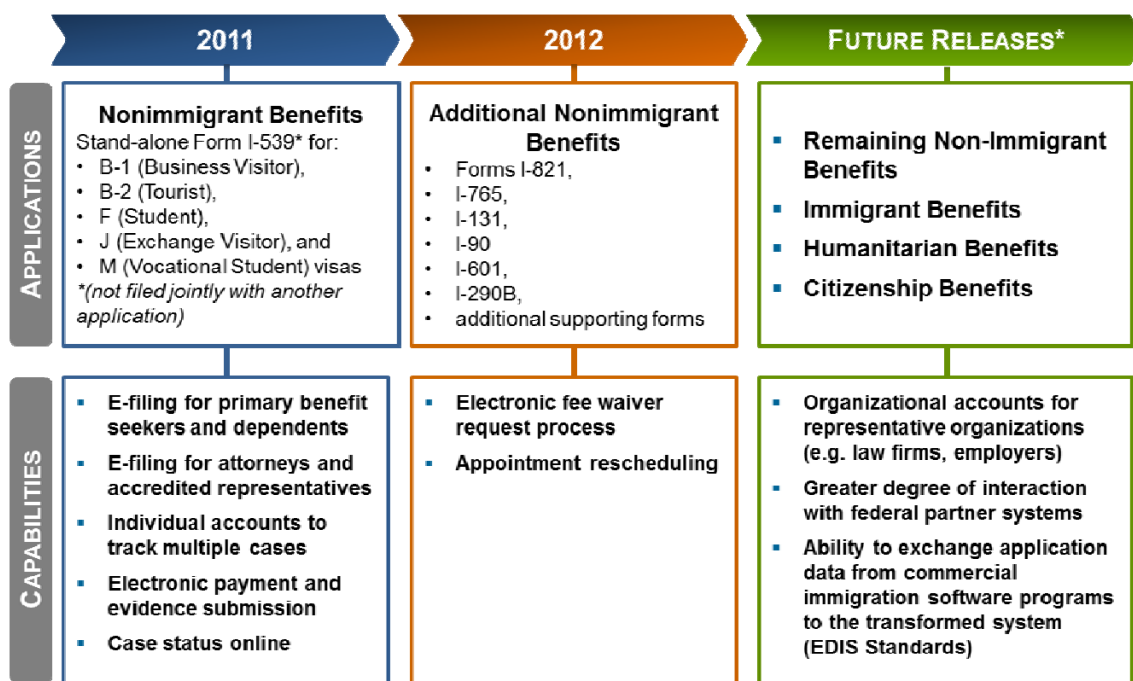 2011
2012
FUTURE RELEASES*
APPLICATIONS
Nonimmigrant Benefits
Stand-alone Form I-539* for:
• B-1 (Business Visitor),
• B-2 (Tourist),
• F (Student),
• J (Exchange Visitor), and
• M (Vocational Student) visas
*(not filed jointly with another
application)
Additional Nonimmigrant
Benefits
• Forms I-821,
• I-765,
• I-131,
• I-90
• I-601,
• I-290B,
• additional supporting forms
▪ Remaining Non-Immigrant
Benefits
▪ Immigrant Benefits
▪ Humanitarian Benefits
▪ Citizenship Benefits
CAPABILITIES
▪ E-filing for primary benefit
seekers and dependents
▪ E-filing for attorneys and
accredited representatives
▪ Individual accounts to
track multiple cases
▪ Electronic payment and
evidence submission
▪ Case status online
▪ Electronic fee waiver
request process
▪ Appointment rescheduling
▪ Organizational accounts for
representative organizations
(e.g. law firms, employers)
▪ Greater degree of interaction
with federal partner systems
▪ Ability to exchange application
data from commercial
immigration software programs
to the transformed system
(EDIS Standards)